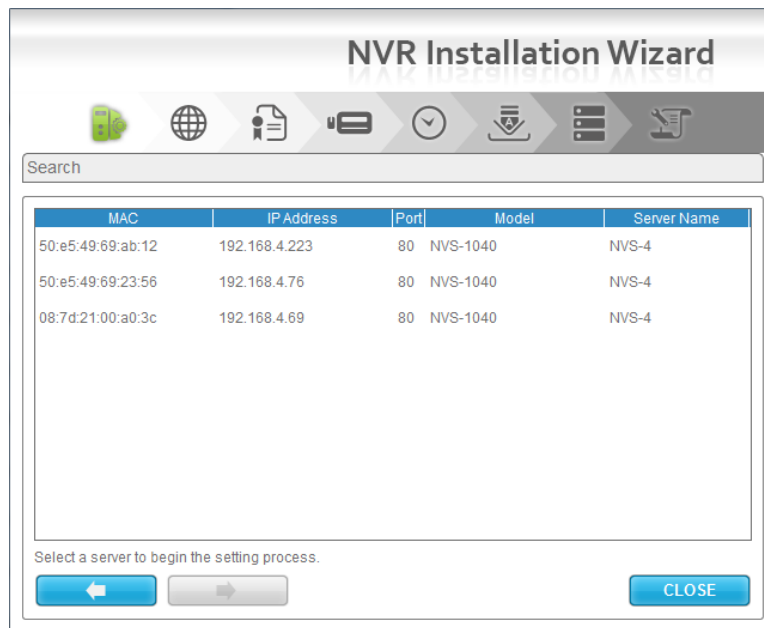 NVR Installation Wizard
Search
MAC IP Address Port Model Server Name
50:e5:49:69:ab:12 192.168.4.223 80 NVS-1040 NVS-4
50:e5:49:69:23:56 192.168.4.76 80 NVS-1040 NVS-4
08:7d:21:00:a0:3c 192.168.4.69 80 NVS-1040 NVS-4
Select a server to begin the setting process.
CLOSE